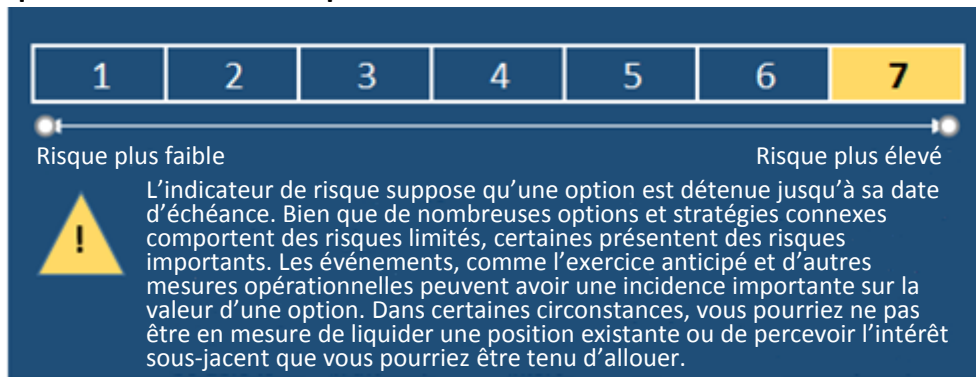 1 2 3 4 5 6 7
Risque plus faible Risque plus élevé
L’indicateur de risque suppose qu’une option est détenue jusqu’à sa date
d’échéance. Bien que de nombreuses options et stratégies connexes
comportent des risques limités, certaines présentent des risques
importants. Les événements, comme l’exercice anticipé et d’autres
mesures opérationnelles peuvent avoir une incidence importante sur la
valeur d’une option. Dans certaines circonstances, vous pourriez ne pas
être en mesure de liquider une position existante ou de percevoir l’intérêt
sous-jacent que vous pourriez être tenu d’allouer.
!